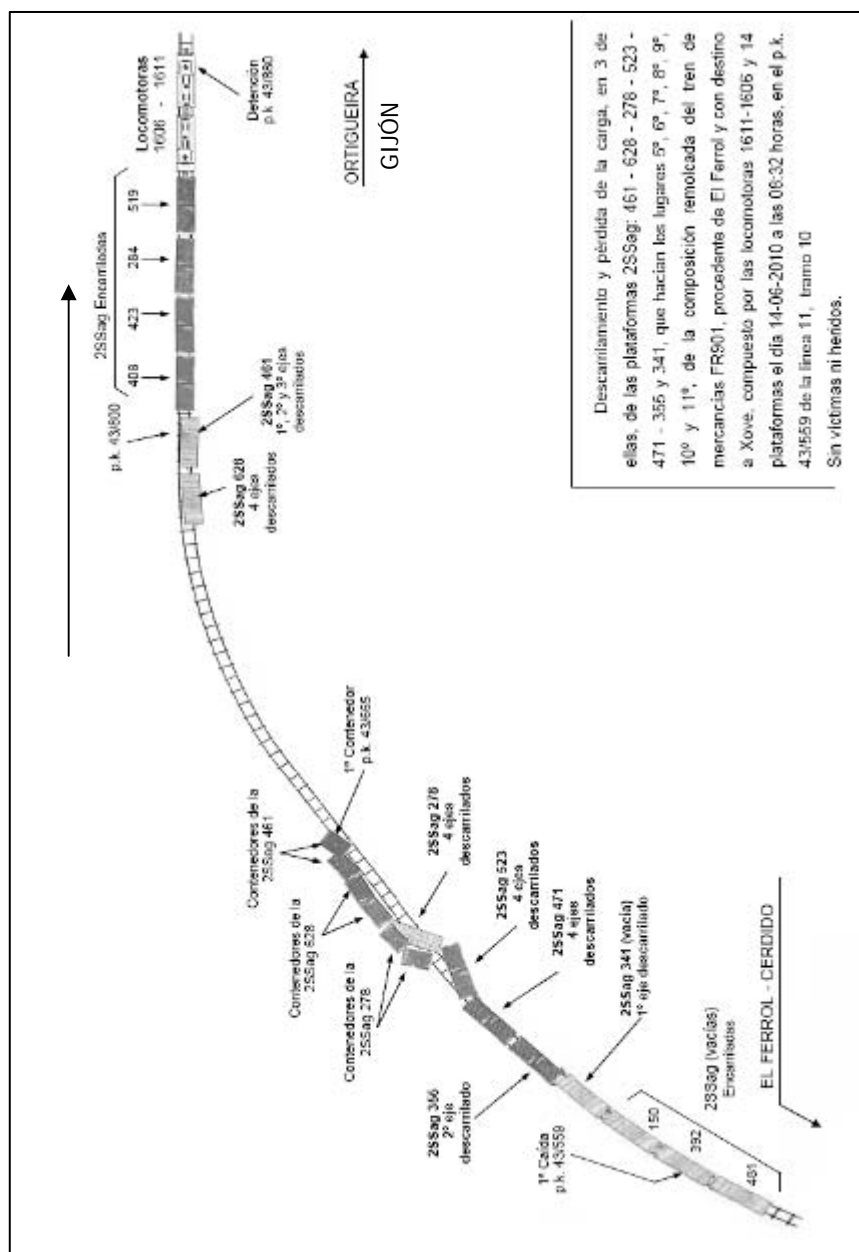 Locomotoras
1606 - 1611
Detención
p.k. 43/880
ORTIGUEIRA
GIJÓN
2SSag Encarriladas
519
284
423
408
p.k. 43/800
2SSag 461
1º, 2º y 3º ejes
descarrilados
2SSag 628
4 ejes
descarrilados
Contenedores de la
2SSag 461
1º Contenedor
p.k. 43/665
Contenedores de la
2SSag 628
Contenedores de la
2SSag 278
2SSag 278
4 ejes
descarrilados
2SSag 523
4 ejes
descarrilados
2SSag 471
4 ejes
descarrilados
2SSag 341 (vacía)
1º eje descarrilado
2SSag 356
2º eje
descarrilado
1ª Caída
p.k. 43/559
150
392
481
2SSag (vacías)
Encarriladas
EL FERROL - CERDIDO
Descarrilamiento y pérdida de la carga, en 3 de
ellas, de las plataformas 2SSag: 461 - 628 - 278 - 523 -
471 - 356 y 341, que hacían los lugares 5º, 6º, 7º, 8º, 9º,
10º y 11º, de la composición remolcada del tren de
mercancías FR901, procedente de El Ferrol y con destino
a Xove, compuesto por las locomotoras 1611-1606 y 14
plataformas el día 14-06-2010 a las 08:32 horas, en el p.k.
43/559 de la línea 11, tramo 10
Sin víctimas ni heridos.